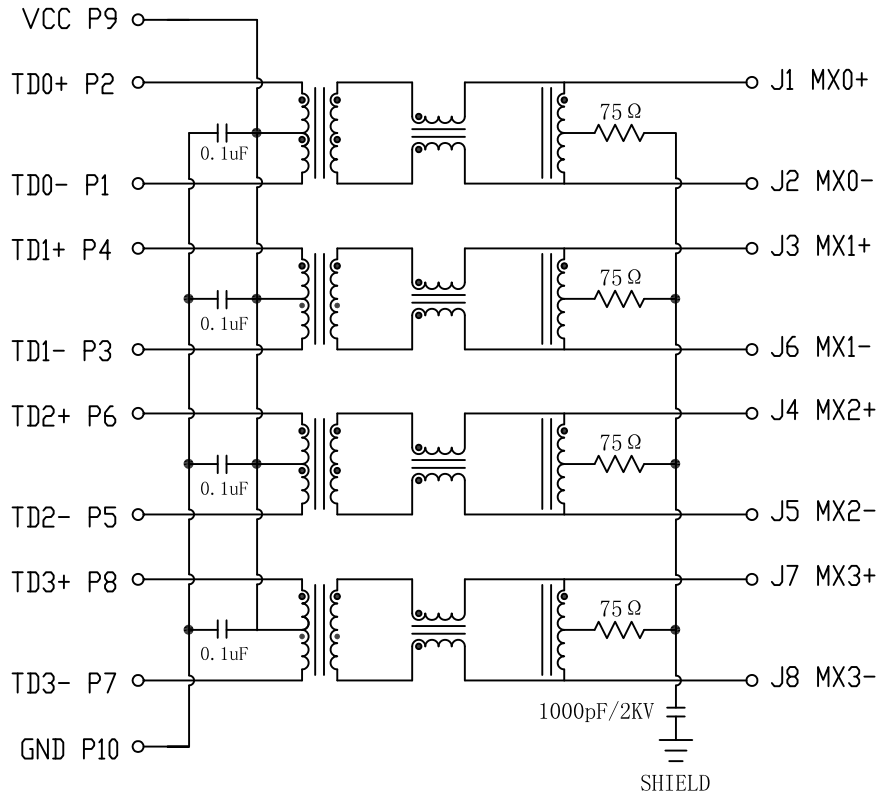 VCC P9
TD0+ P2
J1 MX0+
75Ω
0.1uF
TD0- P1
J2 MX0-
TD1+ P4
J3 MX1+
75Ω
0.1uF
TD1- P3
J6 MX1-
TD2+ P6
J4 MX2+
75Ω
0.1uF
TD2- P5
J5 MX2-
TD3+ P8
J7 MX3+
75Ω
0.1uF
TD3- P7
J8 MX3-
1000pF/2KV
GND P10
SHIELD